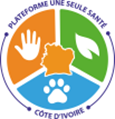 PLATEFORME UNE SEULE SANTÉ
CÔTE D'IVOIRE